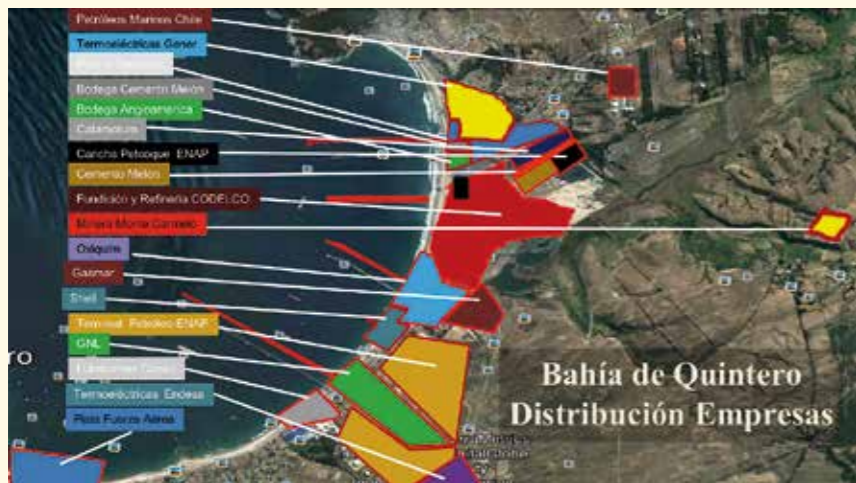 Petróleos Marinos Chile
Termoeléctricas Gener
Bodega Cemento Melón
Bodega Angloamerica
Catamutún
Cancha Petcoque ENAP
Cemento Melón
Fundición y Refinería CODELCO
Minera Monte Carmelo
Oxiquim
Gasmar
Shell
Terminal Petróleo ENAP
GNL
Termoeléctricas Endesa
Pista Fuerza Aérea
ro
Bahía de Quintero
Distribución Empresas